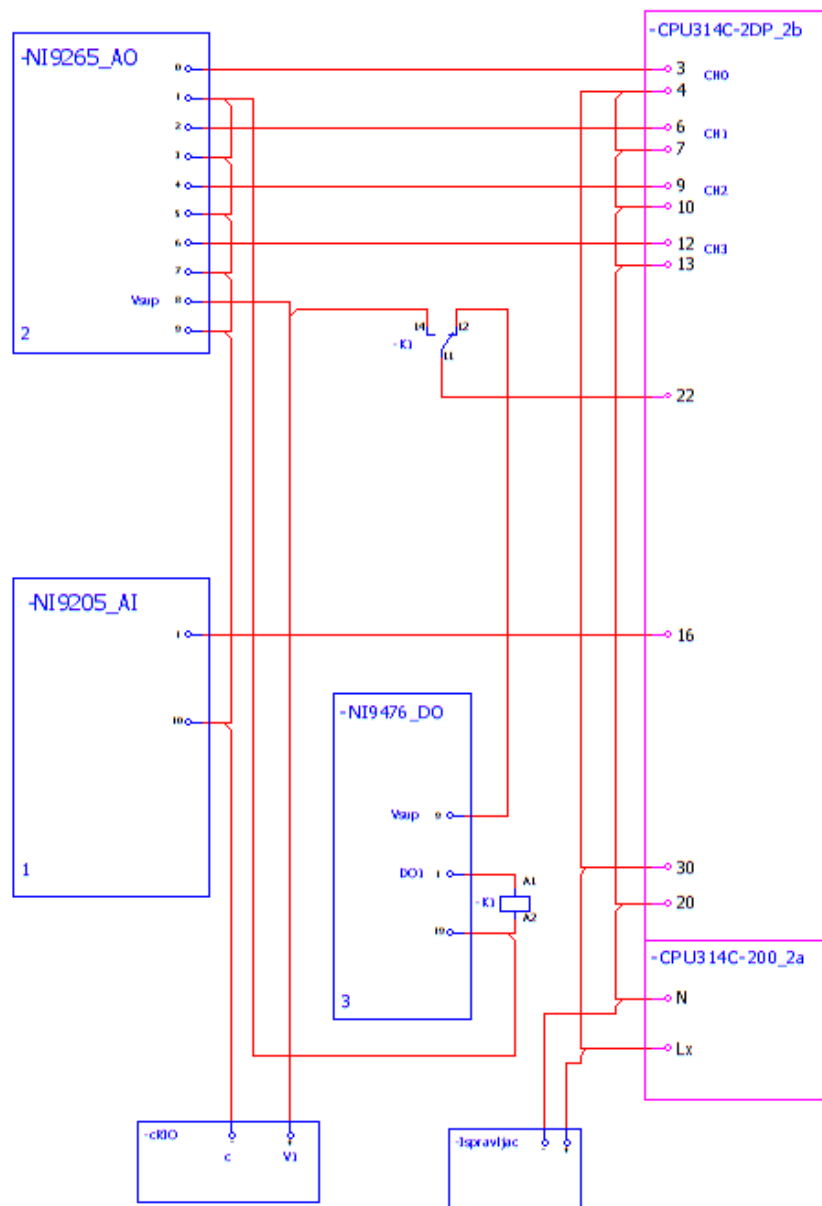 -NI9265_AO
0
1
2
3
4
5
6
7
Vsup 8
9
2
-CPU314C-2DP_2b
3 CH0
4
6 CH1
7
9 CH2
10
12 CH3
13
22
14
12
-K1
11
-NI9205_AI
1
18
1
16
-NI9476_DO
Vsup 9
DO1 1
A1
-K1
A2
19
3
30
20
-CPU314C-200_2a
N
Lx
-cRIO
-
+
C
V1
-Ispravljac
-
+